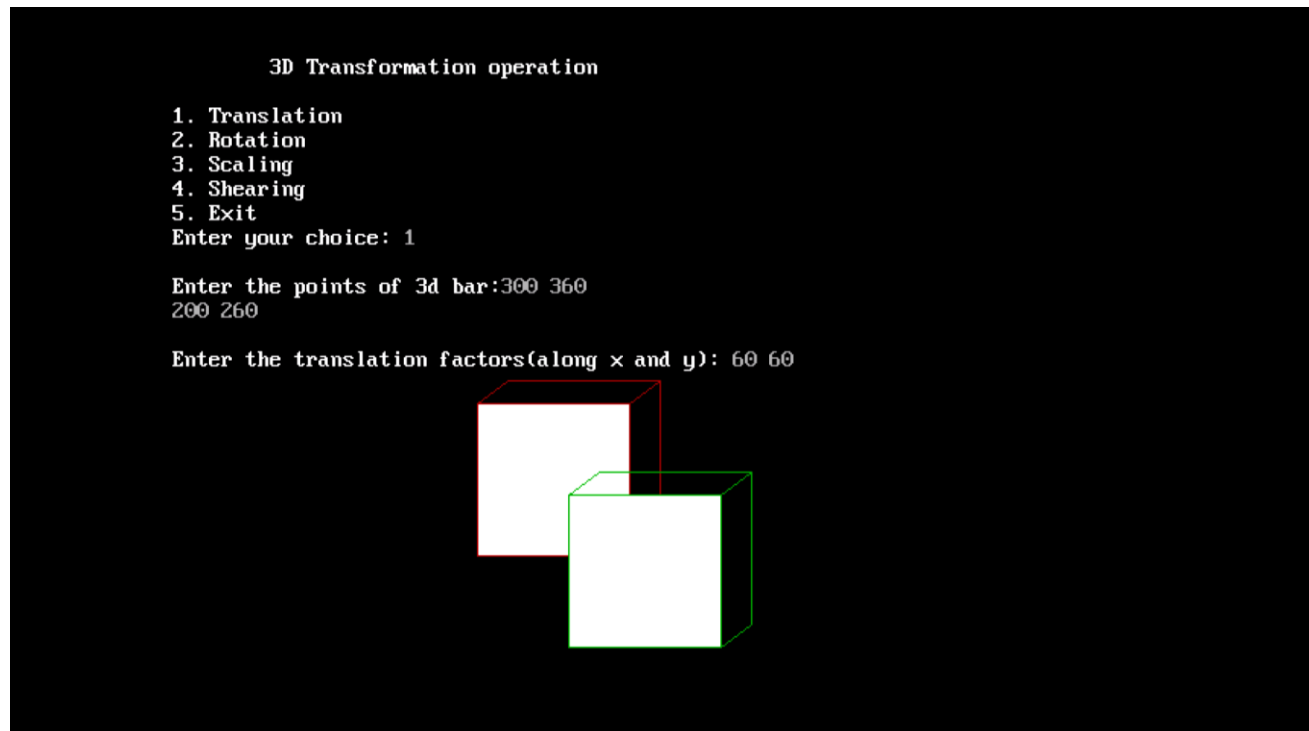 3D Transformation operation
1. Translation
2. Rotation
3. Scaling
4. Shearing
5. Exit
Enter your choice: 1
Enter the points of 3d bar:300 360
200 260
Enter the translation factors(along x and y): 60 60